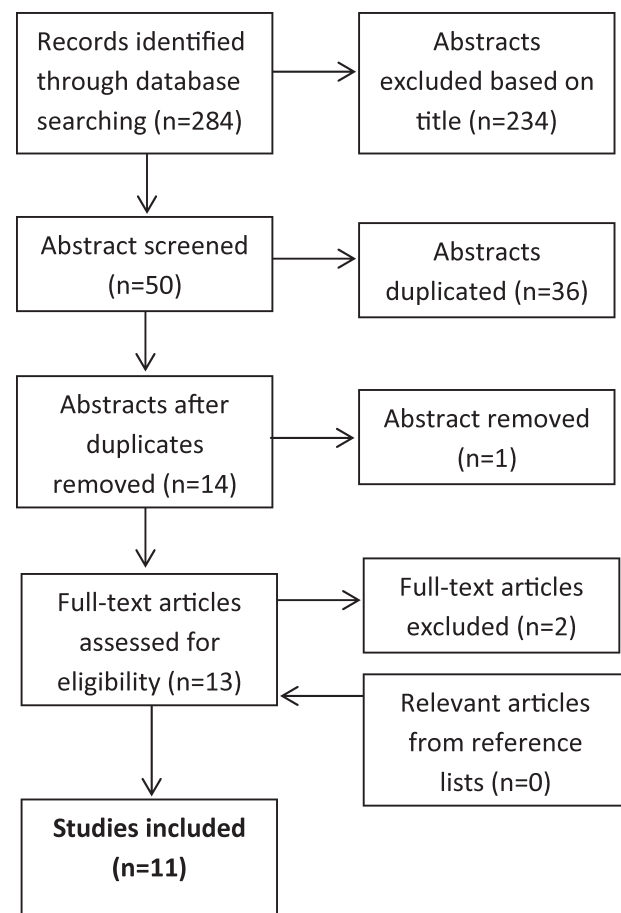 Records identified
through database
searching (n=284)
Abstracts
excluded based on
title (n=234)
Abstract screened
(n=50)
Abstracts
duplicated (n=36)
Abstracts after
duplicates
removed (n=14)
Abstract removed
(n=1)
Full-text articles
assessed for
eligibility (n=13)
Full-text articles
excluded (n=2)
Relevant articles
from reference
lists (n=0)
Studies included
(n=11)